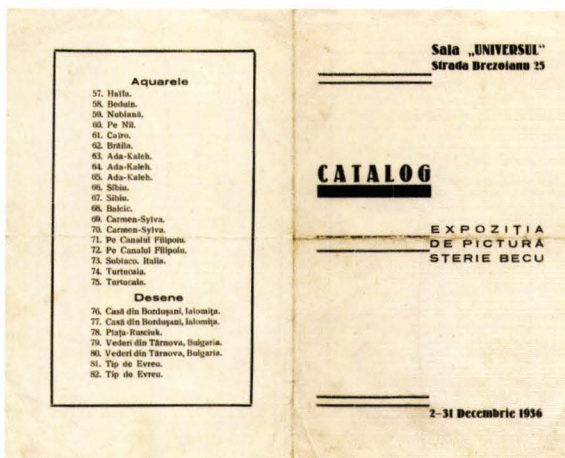 Aquarele
57. Haifa.
58. Beduin.
59. Nubiană.
60. Pe Nil.
61. Cairo.
62. Brăila.
63. Ada-Kaleh.
64. Ada-Kaleh.
65. Ada-Kaleh.
66. Sibiu.
67. Sibiu.
68. Balcic.
69. Carmen-Sylva.
70. Carmen-Sylva.
71. Pe Canalul Filipoiu.
72. Pe Canalul Filipoiu.
73. Subiaco. Italia.
74. Turtucaia.
75. Turtucaia.
Desene
76. Casă din Bordușani, Ialomița.
77. Casă din Bordușani, Ialomița.
78. Piața-Rusciuk.
79. Vederi din Târnova, Bulgaria.
80. Vederi din Târnova, Bulgaria.
81. Tip de Evreu.
82. Tip de Evreu.
Sala „UNIVERSUL"
Strada Brezoianu 25
CATALOG
EXPOZIȚIA
DE PICTURĂ
STERIE BECU
2-31 Decembrie 1936